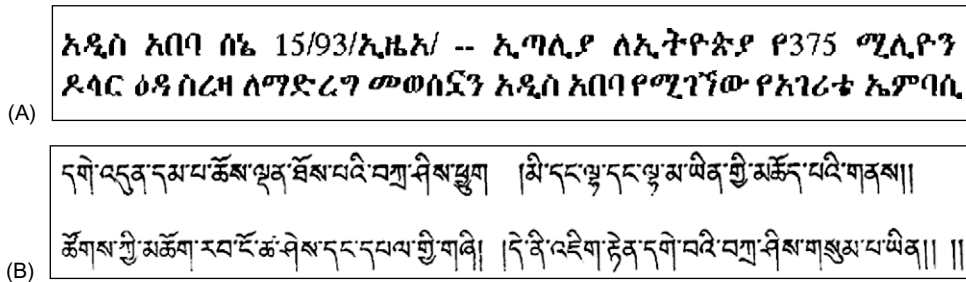 አዲስ አበባ ሰኔ 15/93/ኢዜአ/ -- ኢጣሊያ ለኢትዮጵያ የ375 ሚሊዮን
ዶላር ዕዳ ስረዛ ለማድረግ መወሰኗን አዲስ አበባ የሚገኘው የአገሪቱ ኤምባሲ
(A)
དགེ་འདུན་དམ་པ་ཆོས་ལྡན་ཐོས་པའི་བཀྲ་ཤིས་ཕྱུག །མི་དང་ལྷ་དང་ལྷ་མ་ཡིན་གྱི་མཆོད་པའི་གནས།།
ཚོགས་ཀྱི་མཆོག་རབ་ངོ་ཚ་ཤེས་དང་དཔལ་གྱི་གཞི། །དེ་ནི་འཇིག་རྟེན་དགེ་བའི་བཀྲ་ཤིས་གསུམ་པ་ཡིན།། །།
(B)